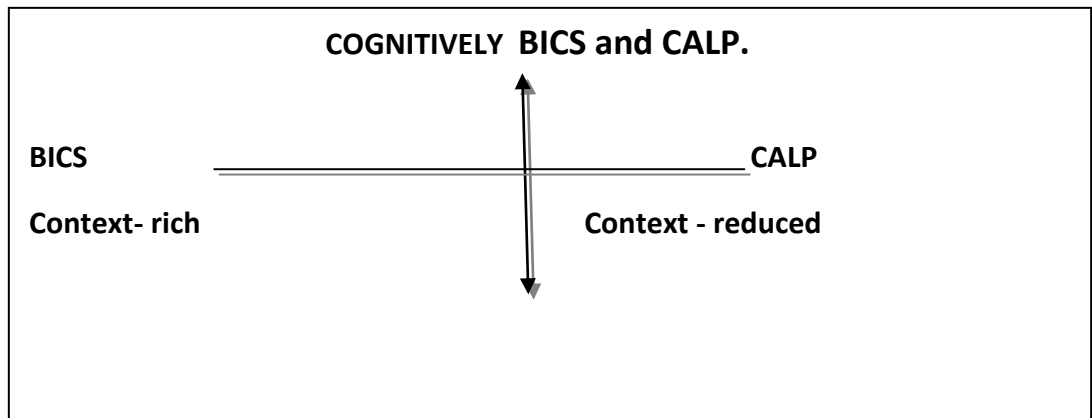 COGNITIVELY BICS and CALP.
BICS CALP
Context- rich Context - reduced